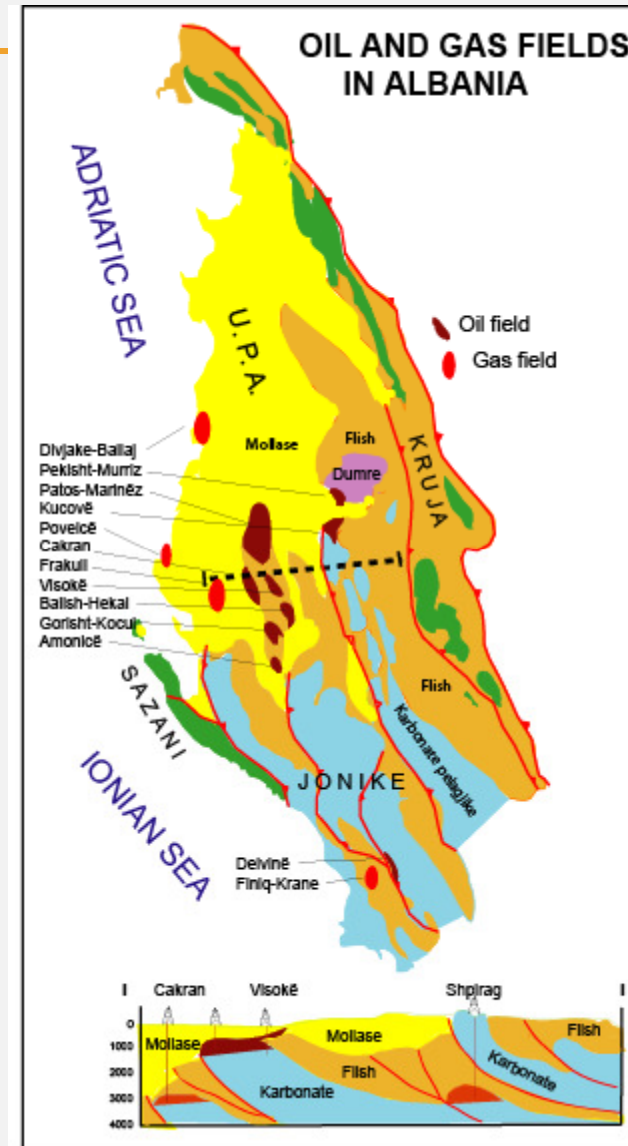 OIL AND GAS FIELDS
IN ALBANIA
ADRIATIC SEA
U.P.A.
Oil field
Gas field
Mollase
Flish
Dumre
KRUJA
Divjake-Ballaj
Pekisht-Murriz
Patos-Marinëz
Kucovë
Povelcë
Cakran
Frakull
Visokë
Ballsh-Hekal
Gorisht-Kocul
Amonicë
SAZANI
Flish
Karbonate pelagjike
JONIKE
IONIAN SEA
Delvinë
Finiq-Krane
I Cakran Visokë Shpirag I
0
1000
2000
3000
4000
Mollase
Mollase
Flish
Karbonate
Karbonate
Flish